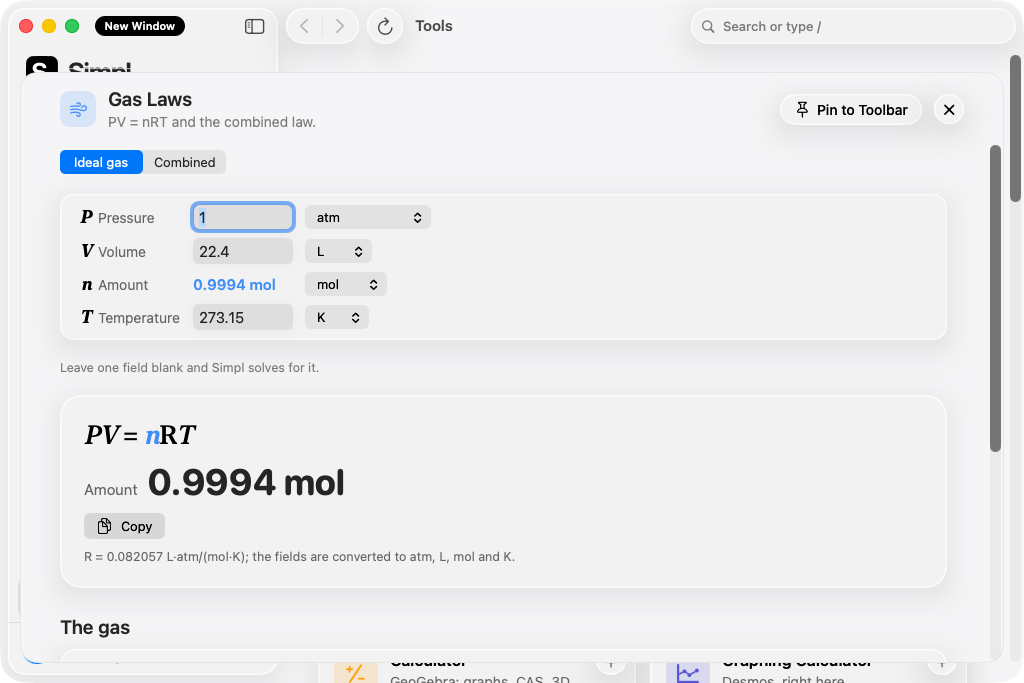 New Window
Tools
Search or type /
Simpl
Gas Laws
PV = nRT and the combined law.
Pin to Toolbar
Ideal gas
Combined
P Pressure 1 atm
V Volume 22.4 L
n Amount 0.9994 mol mol
T Temperature 273.15 K
Leave one field blank and Simpl solves for it.
PV = nRT
Amount 0.9994 mol
Copy
R = 0.082057 L·atm/(mol·K); the fields are converted to atm, L, mol and K.
The gas
Calculator
Graphing Calculator
GeoGebra: graphs, CAS, 3D
Desmos, right here